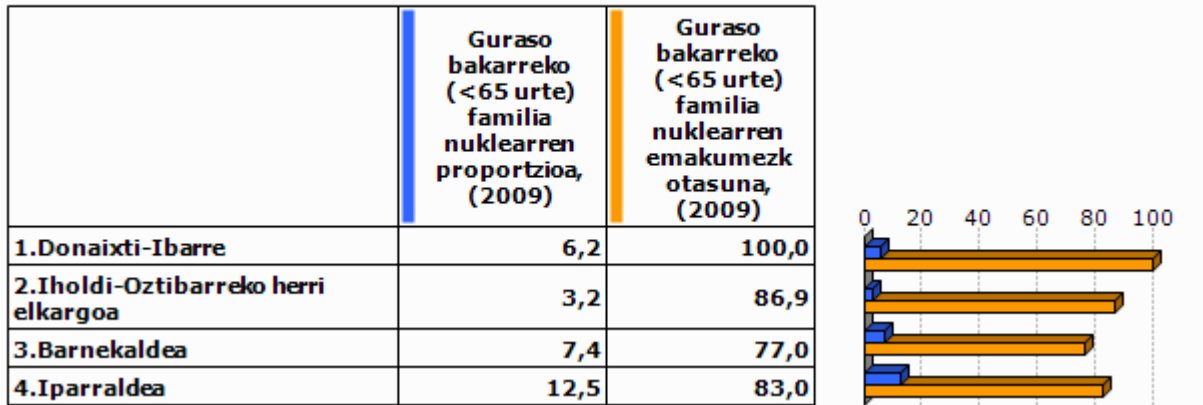 Guraso
bakarreko
(<65 urte)
familia
nuklearren
proportzioa,
(2009)
Guraso
bakarreko
(<65 urte)
familia
nuklearren
emakumezk
otasuna,
(2009)
0 20 40 60 80 100
1.Donaixti-Ibarre 6,2 100,0
2.Iholdi-Oztibarreko herri
elkargoa 3,2 86,9
3.Barnekaldea 7,4 77,0
4.Iparraldea 12,5 83,0